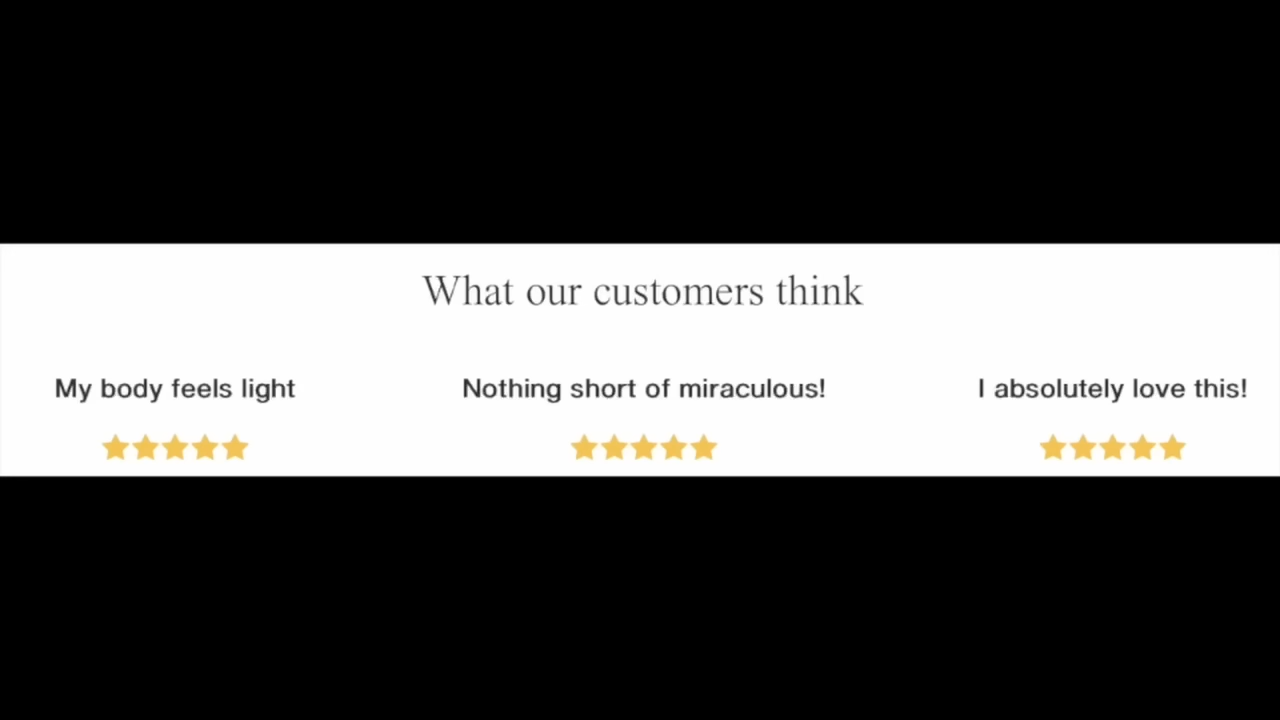 What our customers think
My body feels light
Nothing short of miraculous!
I absolutely love this!